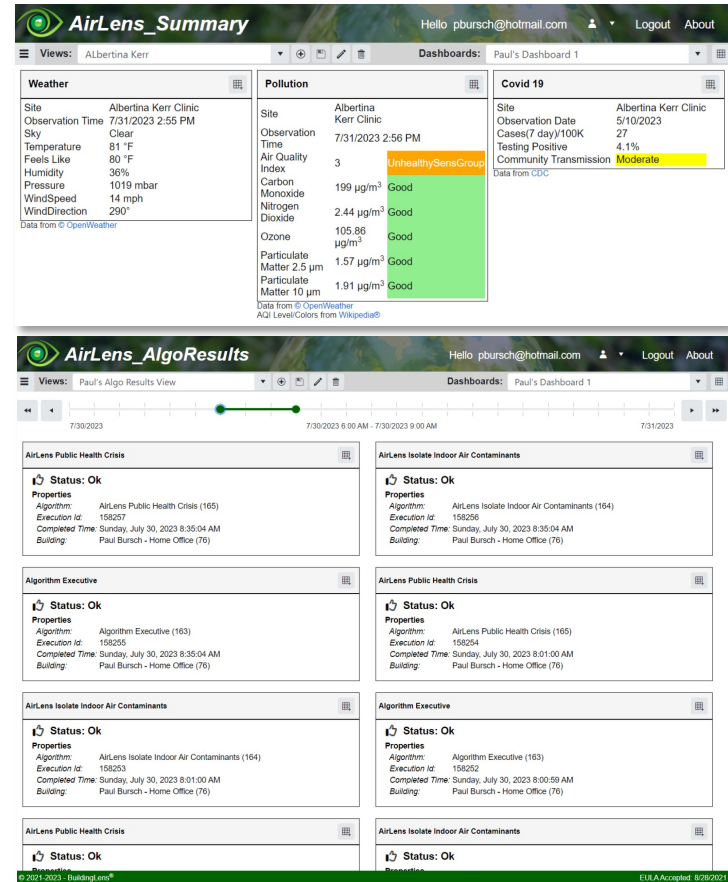 AirLens_Summary
Hello pbursch@hotmail.com Logout About
Views: ALbertina Kerr Dashboards: Paul's Dashboard 1
Weather
Site Albertina Kerr Clinic
Observation Time 7/31/2023 2:55 PM
Sky Clear
Temperature 81 °F
Feels Like 80 °F
Humidity 36%
Pressure 1019 mbar
WindSpeed 14 mph
WindDirection 290°
Data from © OpenWeather
Pollution
Site Albertina
Kerr Clinic
Observation
Time 7/31/2023 2:56 PM
Air Quality
Index 3 UnhealthySensGroup
Carbon
Monoxide 199 µg/m³ Good
Nitrogen
Dioxide 2.44 µg/m³ Good
Ozone 105.86
µg/m³ Good
Particulate
Matter 2.5 µm 1.57 µg/m³ Good
Particulate
Matter 10 µm 1.91 µg/m³ Good
Data from © OpenWeather
AQI Level/Colors from Wikipedia®
Covid 19
Site Albertina Kerr Clinic
Observation Date 5/10/2023
Cases(7 day)/100K 27
Testing Positive 4.1%
Community Transmission Moderate
Data from CDC
AirLens_AlgoResults
Hello pbursch@hotmail.com Logout About
Views: Paul's Algo Results View Dashboards: Paul's Dashboard 1
7/30/2023 7/30/2023 6:00 AM - 7/30/2023 9:00 AM 7/31/2023
AirLens Public Health Crisis
Status: Ok
Properties
Algorithm: AirLens Public Health Crisis (165)
Execution Id: 158257
Completed Time: Sunday, July 30, 2023 8:35:04 AM
Building: Paul Bursch - Home Office (76)
AirLens Isolate Indoor Air Contaminants
Status: Ok
Properties
Algorithm: AirLens Isolate Indoor Air Contaminants (164)
Execution Id: 158256
Completed Time: Sunday, July 30, 2023 8:35:04 AM
Building: Paul Bursch - Home Office (76)
Algorithm Executive
Status: Ok
Properties
Algorithm: Algorithm Executive (163)
Execution Id: 158255
Completed Time: Sunday, July 30, 2023 8:35:04 AM
Building: Paul Bursch - Home Office (76)
AirLens Public Health Crisis
Status: Ok
Properties
Algorithm: AirLens Public Health Crisis (165)
Execution Id: 158254
Completed Time: Sunday, July 30, 2023 8:01:00 AM
Building: Paul Bursch - Home Office (76)
AirLens Isolate Indoor Air Contaminants
Status: Ok
Properties
Algorithm: AirLens Isolate Indoor Air Contaminants (164)
Execution Id: 158253
Completed Time: Sunday, July 30, 2023 8:01:00 AM
Building: Paul Bursch - Home Office (76)
Algorithm Executive
Status: Ok
Properties
Algorithm: Algorithm Executive (163)
Execution Id: 158252
Completed Time: Sunday, July 30, 2023 8:00:59 AM
Building: Paul Bursch - Home Office (76)
AirLens Public Health Crisis
Status: Ok
AirLens Isolate Indoor Air Contaminants
Status: Ok
© 2021-2023 - BuildingLens® EULA Accepted: 8/28/2021